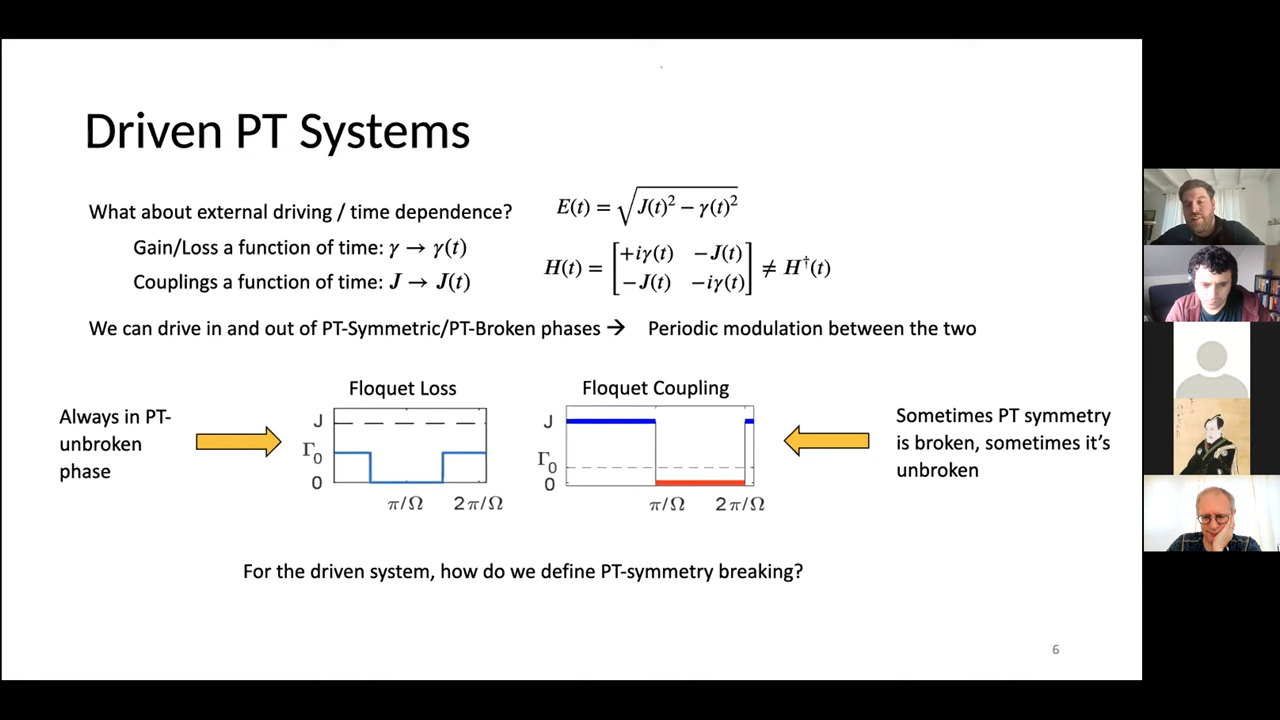 Driven PT Systems
What about external driving / time dependence?
E(t) = √(J(t)² − γ(t)²)
Gain/Loss a function of time: γ → γ(t)
Couplings a function of time: J → J(t)
H(t) = [+iγ(t) −J(t)
−J(t) −iγ(t)] ≠ H†(t)
We can drive in and out of PT-Symmetric/PT-Broken phases → Periodic modulation between the two
Floquet Loss
Floquet Coupling
Always in PT-
unbroken
phase
J
Γ₀
0
π/Ω 2π/Ω
J
Γ₀
0
π/Ω 2π/Ω
Sometimes PT symmetry
is broken, sometimes it's
unbroken
For the driven system, how do we define PT-symmetry breaking?
6